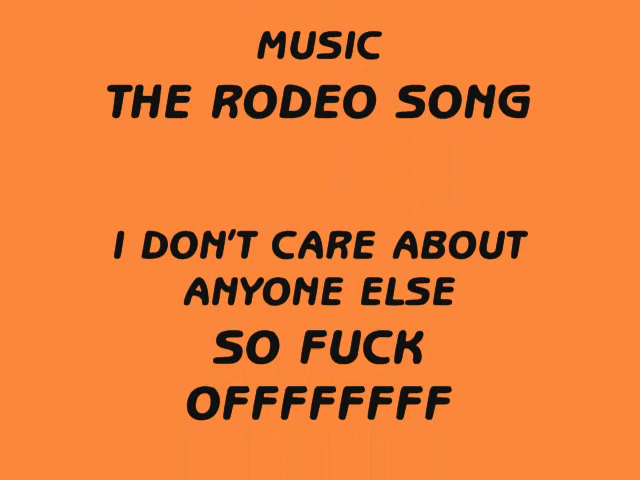 MUSIC
THE RODEO SONG
I DON'T CARE ABOUT
ANYONE ELSE
SO FUCK
OFFFFFFFF